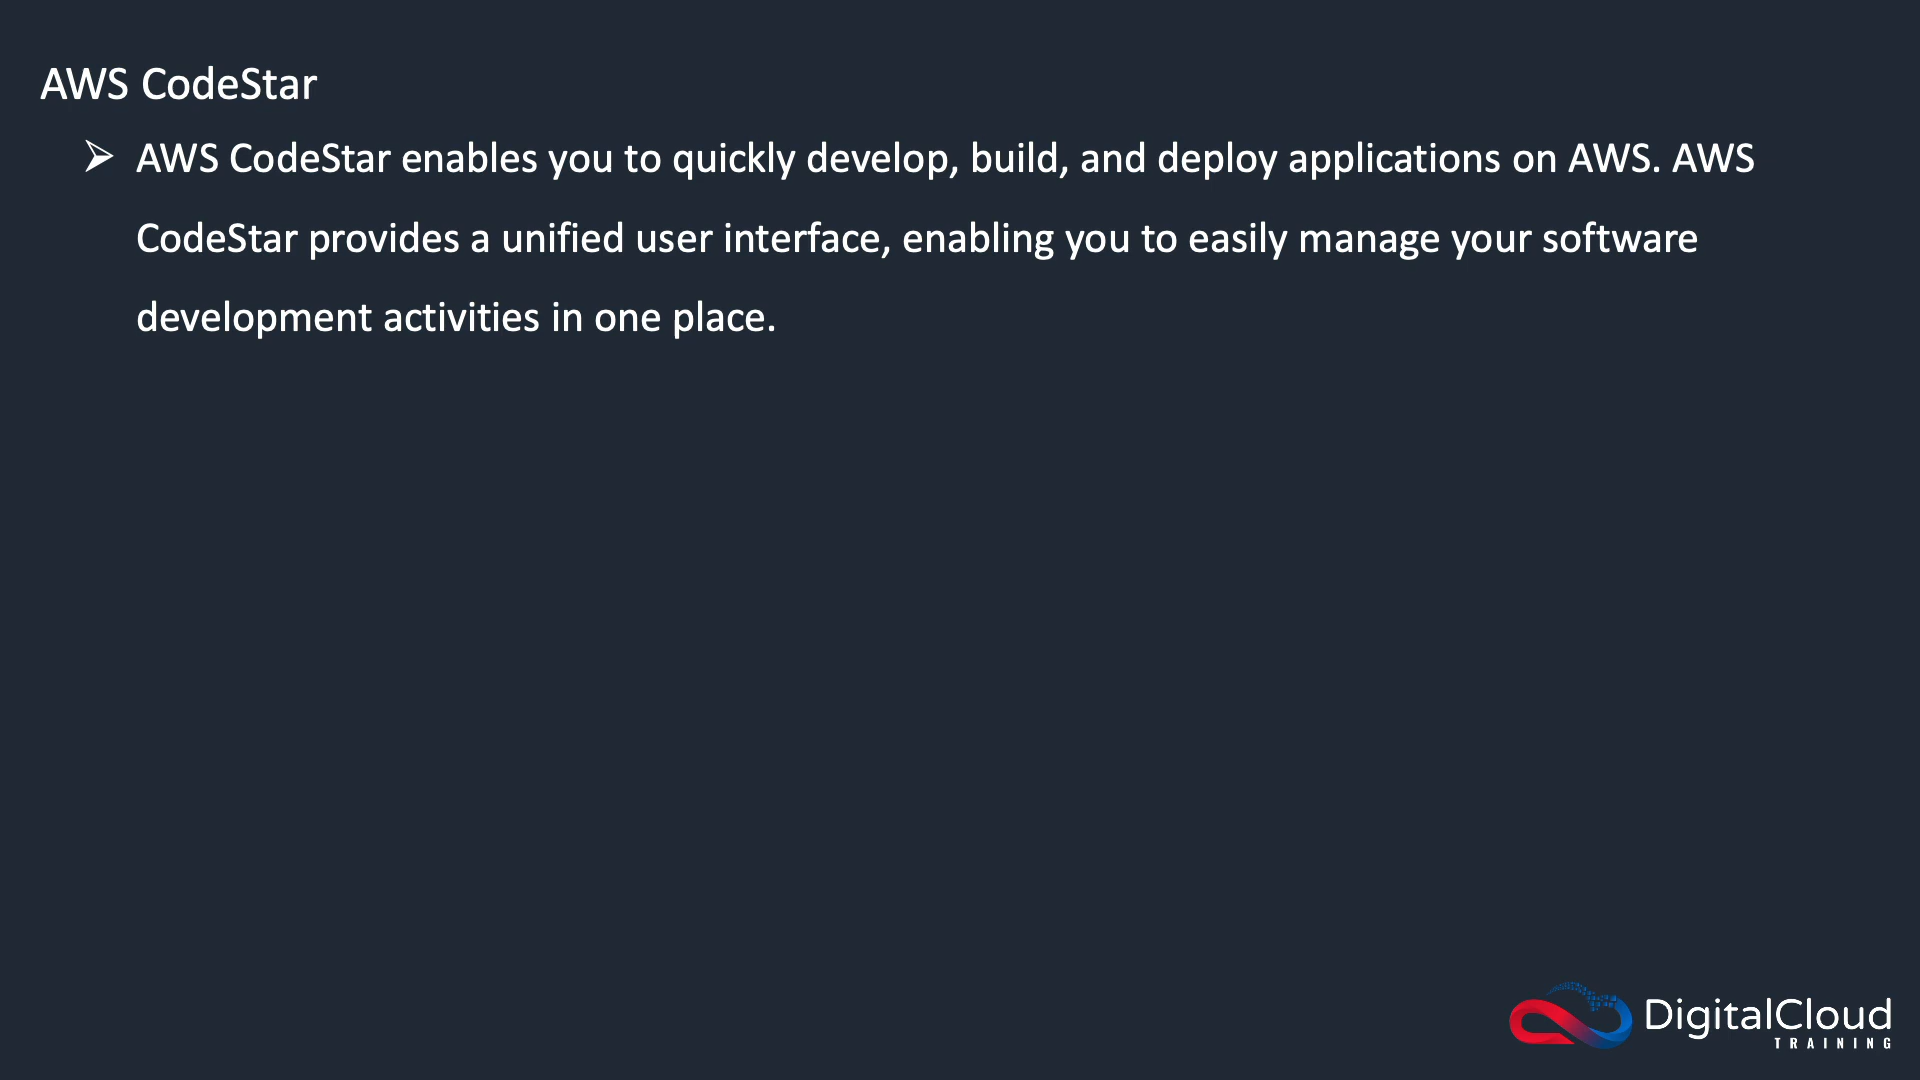 AWS CodeStar
➢ AWS CodeStar enables you to quickly develop, build, and deploy applications on AWS. AWS
CodeStar provides a unified user interface, enabling you to easily manage your software
development activities in one place.
DigitalCloud
TRAINING